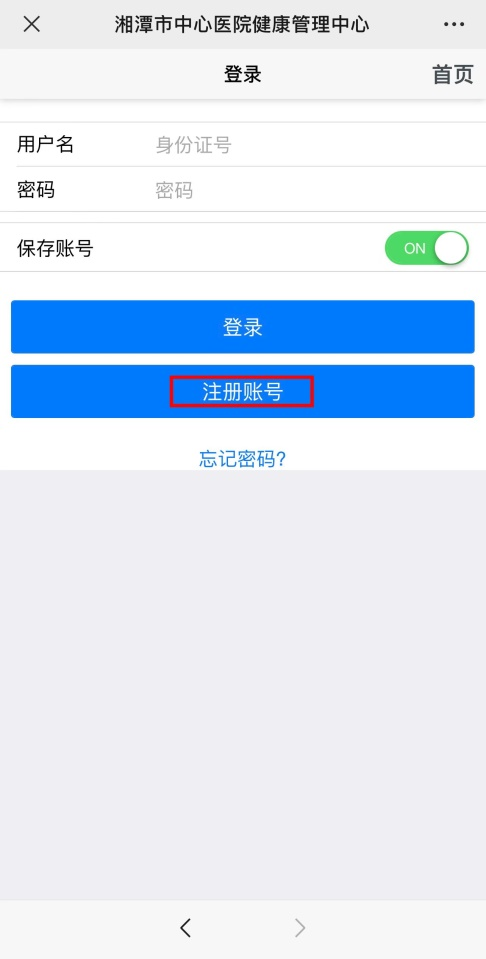 湘潭市中心医院健康管理中心
登录 首页
用户名 身份证号
密码 密码
保存账号 ON
登录
注册账号
忘记密码?